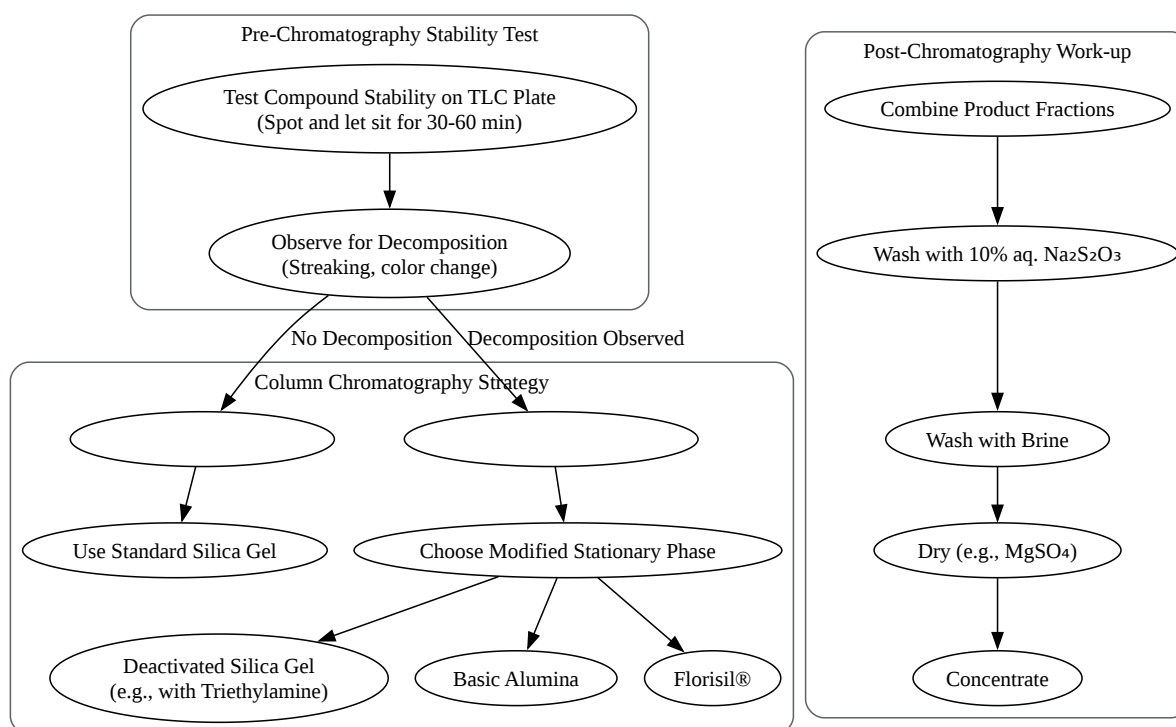 Pre-Chromatography Stability Test
Test Compound Stability on TLC Plate
(Spot and let sit for 30-60 min)
Observe for Decomposition
(Streaking, color change)
No Decomposition
Decomposition Observed
Column Chromatography Strategy
Use Standard Silica Gel
Choose Modified Stationary Phase
Deactivated Silica Gel
(e.g., with Triethylamine)
Basic Alumina
Florisil®
Post-Chromatography Work-up
Combine Product Fractions
Wash with 10% aq. Na₂S₂O₃
Wash with Brine
Dry (e.g., MgSO₄)
Concentrate